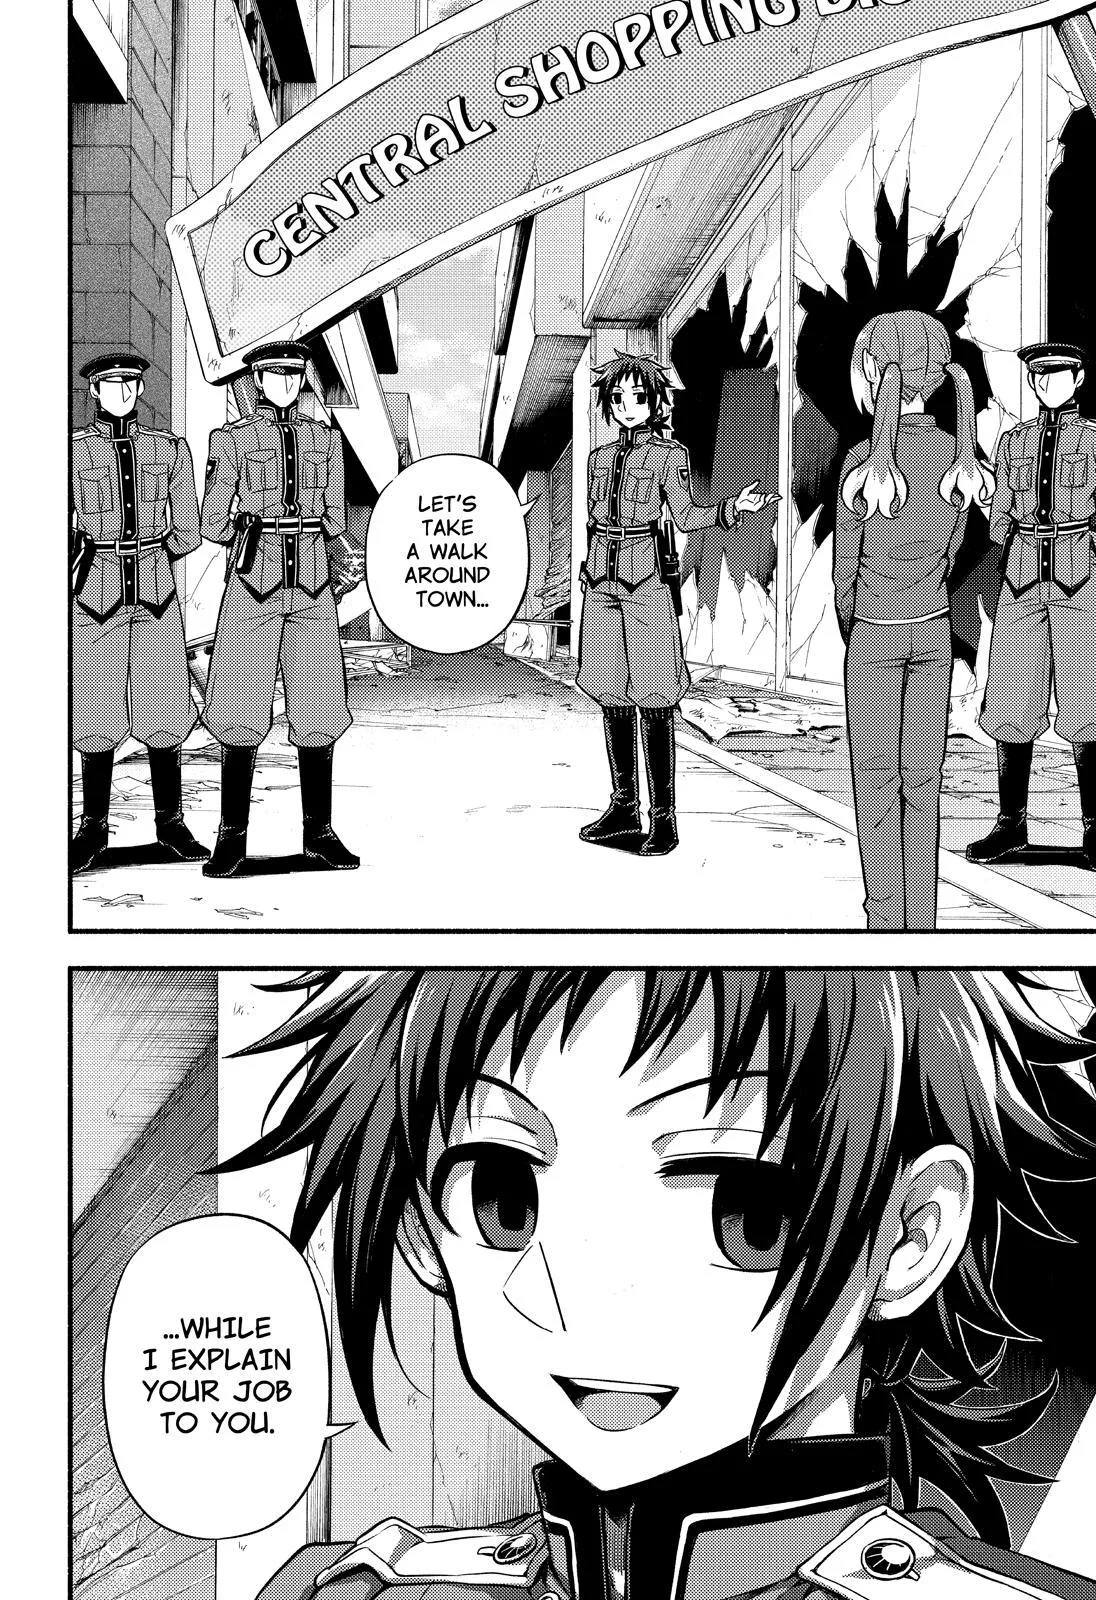 CENTRAL SHOPPING
LET'S
TAKE
A WALK
AROUND
TOWN...
...WHILE
I EXPLAIN
YOUR JOB
TO YOU.